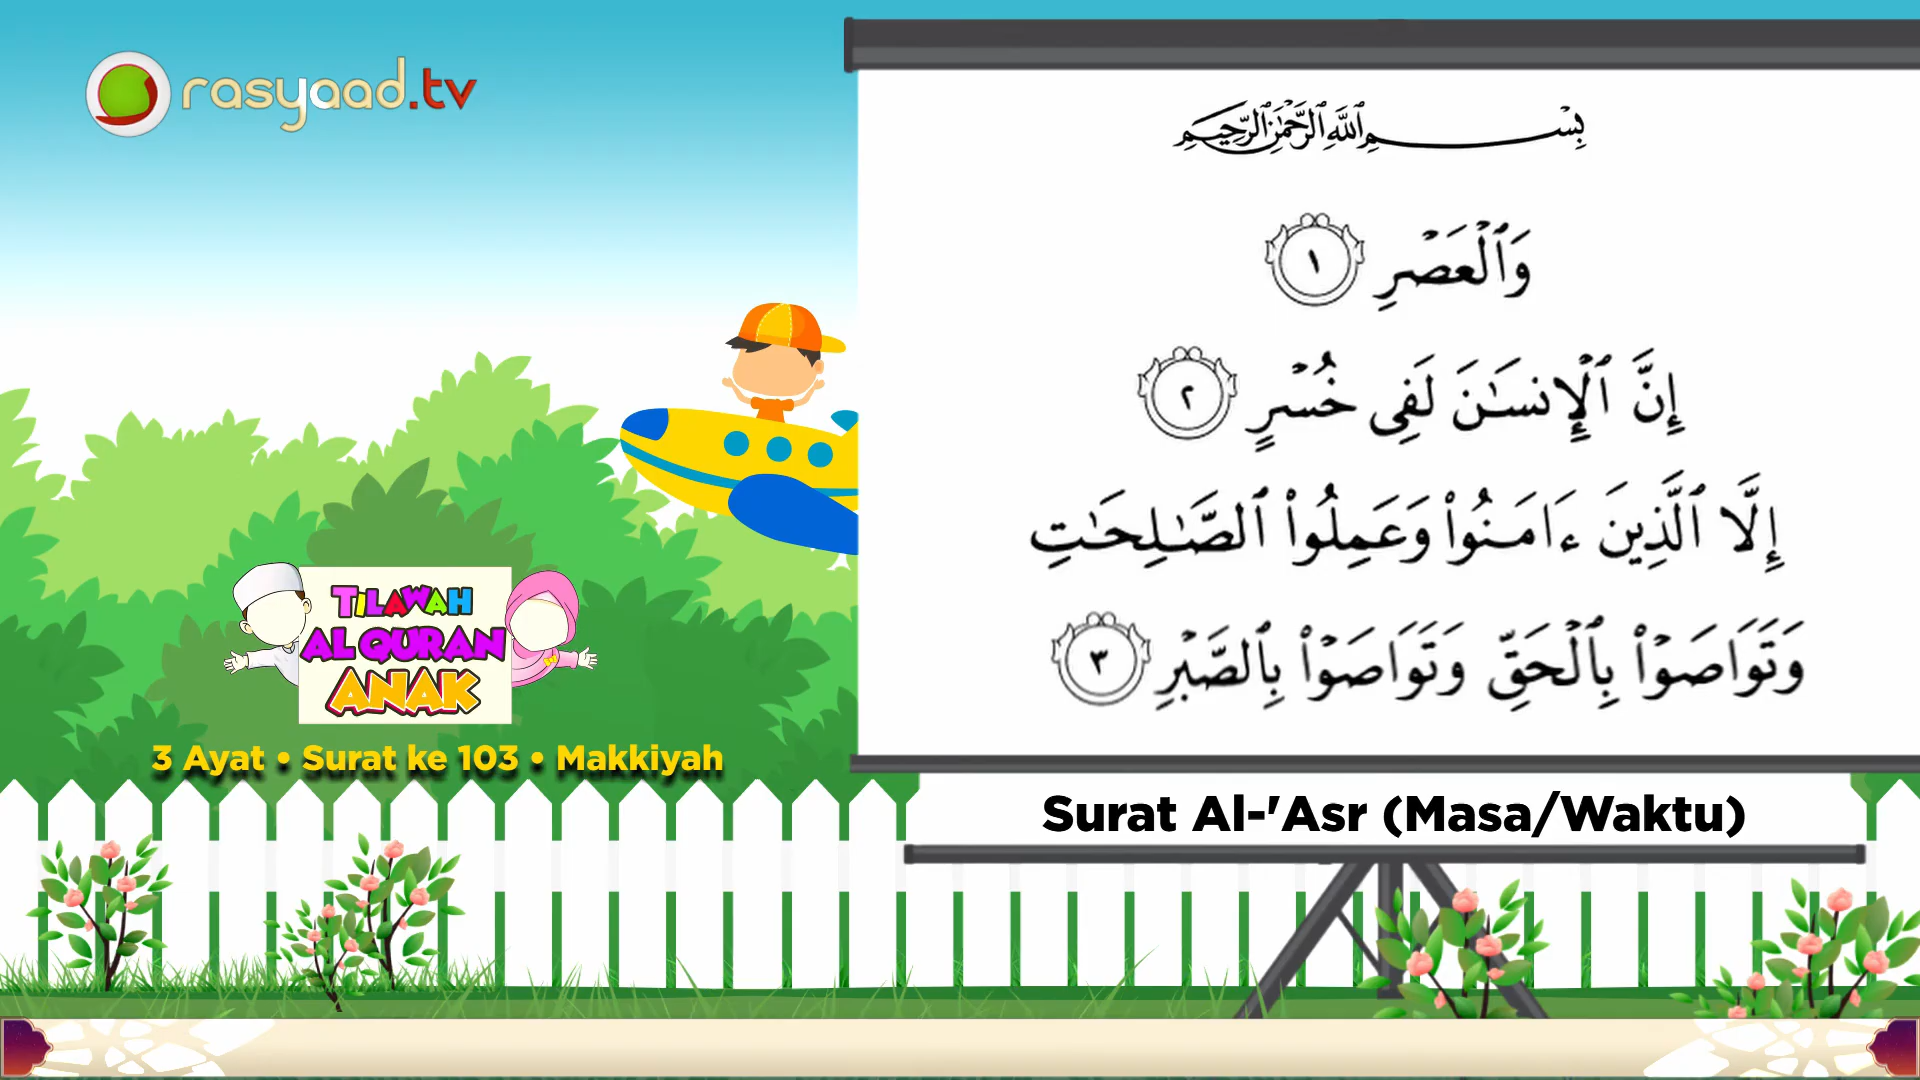 rasyaad.tv
بِسْمِ ٱللَّهِ ٱلرَّحْمَٰنِ ٱلرَّحِيمِ
وَٱلْعَصْرِ ١
إِنَّ ٱلْإِنسَٰنَ لَفِى خُسْرٍ ٢
إِلَّا ٱلَّذِينَ ءَامَنُوا۟ وَعَمِلُوا۟ ٱلصَّٰلِحَٰتِ
وَتَوَاصَوْا۟ بِٱلْحَقِّ وَتَوَاصَوْا۟ بِٱلصَّبْرِ ٣
TILAWAH
AL QURAN
ANAK
3 Ayat • Surat ke 103 • Makkiyah
Surat Al-'Asr (Masa/Waktu)